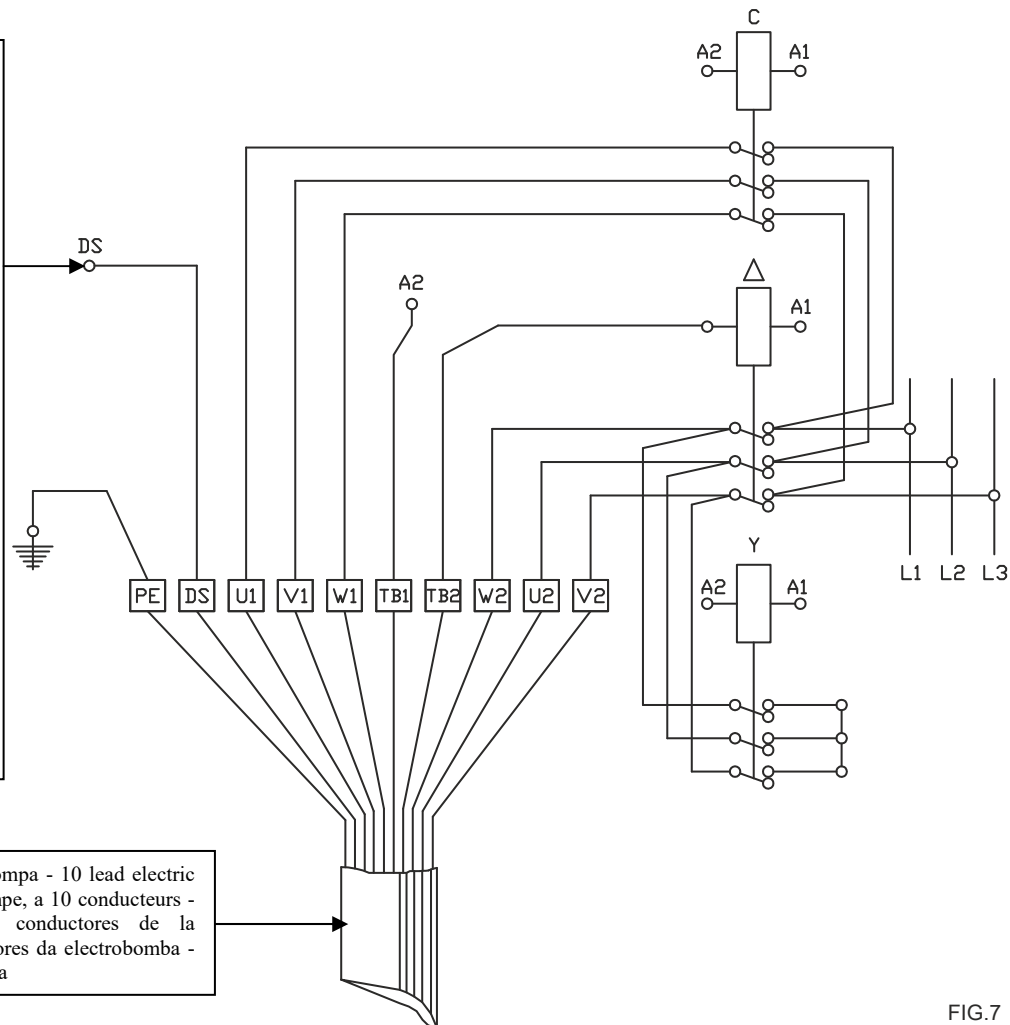 C
A2 A1
DS
A2
△
A1
L1 L2 L3
Y
A2 A1
PE DS U1 V1 W1 TB1 TB2 W2 U2 V2
ompa - 10 lead electric
npe, a 10 conducteurs -
conductores de la
ores da electrobomba -
a
FIG.7